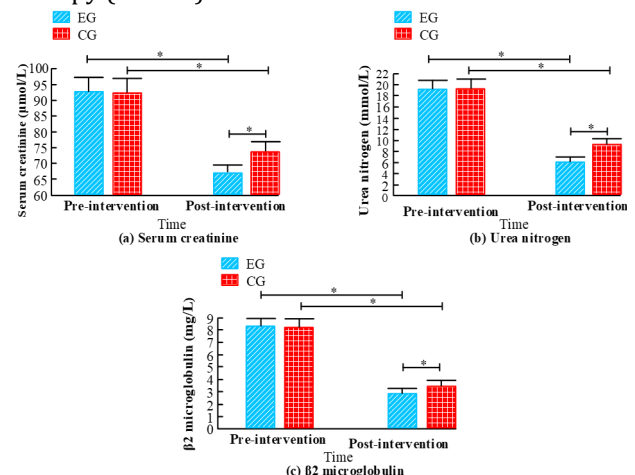 EG
CG
Serum creatinine (μmol/L)
100
95
90
85
80
75
70
65
60
*
*
*
Pre-intervention
Post-intervention
Time
(a) Serum creatinine
EG
CG
Urea nitrogen (mmol/L)
22
20
18
16
14
12
10
8
6
4
2
0
*
*
*
Pre-intervention
Post-intervention
Time
(b) Urea nitrogen
EG
CG
β2 microglobulin (mg/L)
9
8
7
6
5
4
3
2
1
0
*
*
*
Pre-intervention
Post-intervention
Time
(c) β2 microglobulin